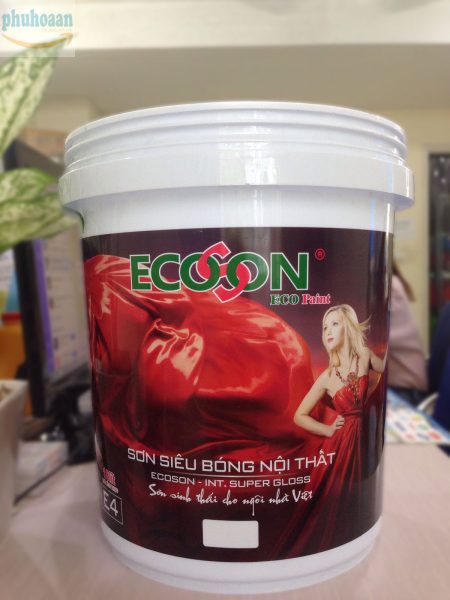 phuhoaan
ECOSON ®
ECO Paint
SƠN SIÊU BÓNG NỘI THẤT
ECOSON - INT. SUPER GLOSS
Sơn sinh thái cho ngôi nhà Việt
E4